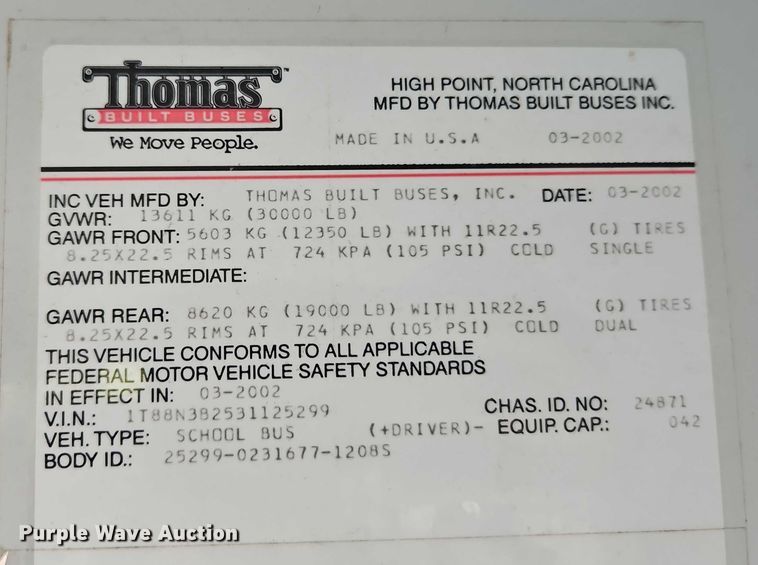 Thomas ™
BUILT BUSES
We Move People.
HIGH POINT, NORTH CAROLINA
MFD BY THOMAS BUILT BUSES INC.
MADE IN U.S.A 03-2002
INC VEH MFD BY: THOMAS BUILT BUSES, INC. DATE: 03-2002
GVWR: 13611 KG (30000 LB)
GAWR FRONT: 5603 KG (12350 LB) WITH 11R22.5 (G) TIRES
8.25X22.5 RIMS AT 724 KPA (105 PSI) COLD SINGLE
GAWR INTERMEDIATE:
GAWR REAR: 8620 KG (19000 LB) WITH 11R22.5 (G) TIRES
8.25X22.5 RIMS AT 724 KPA (105 PSI) COLD DUAL
THIS VEHICLE CONFORMS TO ALL APPLICABLE
FEDERAL MOTOR VEHICLE SAFETY STANDARDS
IN EFFECT IN: 03-2002
V.I.N.: 1T88N3B2531125299 CHAS. ID. NO: 24871
VEH. TYPE: SCHOOL BUS (+DRIVER)- EQUIP. CAP.: 042
BODY ID.: 25299-0231677-1208S
Purple Wave Auction